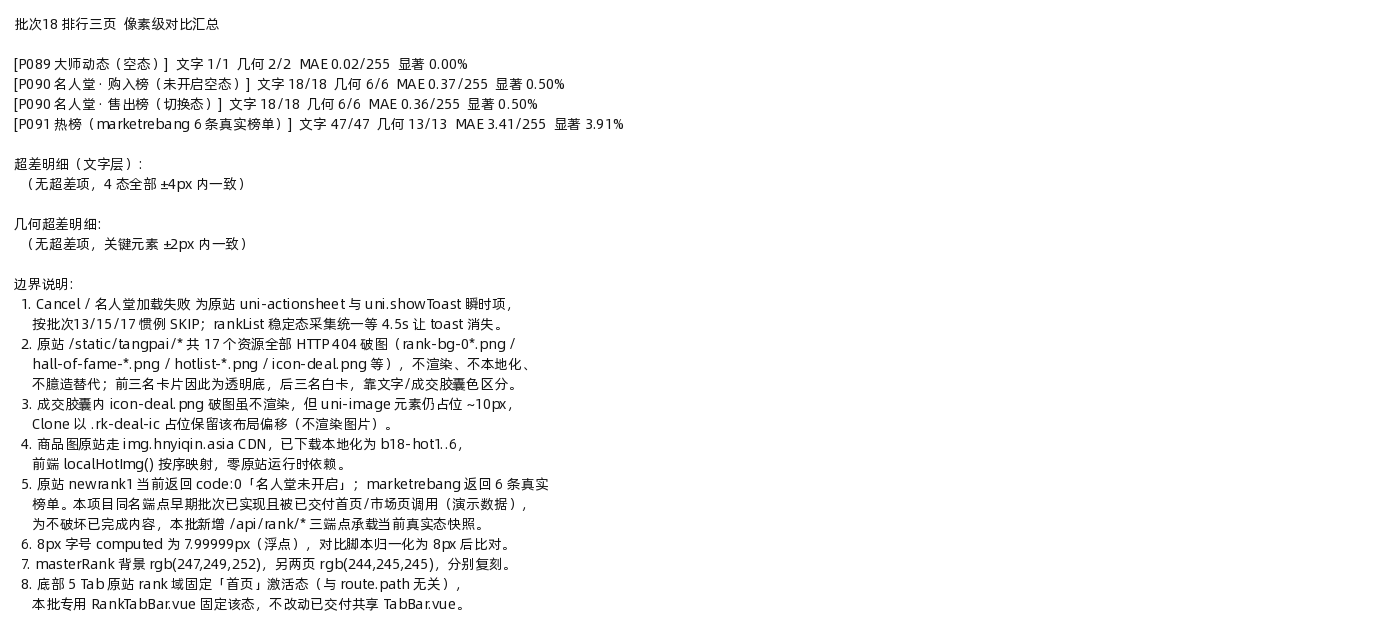 批次18 排行三页  像素级对比汇总
[P089 大师动态（空态）]  文字 1/1  几何 2/2  MAE 0.02/255  显著 0.00%
[P090 名人堂 · 购入榜（未开启空态）]  文字 18/18  几何 6/6  MAE 0.37/255  显著 0.50%
[P090 名人堂 · 售出榜（切换态）]  文字 18/18  几何 6/6  MAE 0.36/255  显著 0.50%
[P091 热榜（marketrebang 6 条真实榜单）]  文字 47/47  几何 13/13  MAE 3.41/255  显著 3.91%
超差明细（文字层）:
（无超差项，4 态全部 ±4px 内一致）
几何超差明细:
（无超差项，关键元素 ±2px 内一致）
边界说明:
1. Cancel / 名人堂加载失败 为原站 uni-actionsheet 与 uni.showToast 瞬时项，
按批次13/15/17 惯例 SKIP；rankList 稳定态采集统一等 4.5s 让 toast 消失。
2. 原站 /static/tangpai/* 共 17 个资源全部 HTTP 404 破图（rank-bg-0*.png /
hall-of-fame-*.png / hotlist-*.png / icon-deal.png 等），不渲染、不本地化、
不臆造替代；前三名卡片因此为透明底，后三名白卡，靠文字/成交胶囊色区分。
3. 成交胶囊内 icon-deal.png 破图虽不渲染，但 uni-image 元素仍占位 ~10px，
Clone 以 .rk-deal-ic 占位保留该布局偏移（不渲染图片）。
4. 商品图原站走 img.hnyiqin.asia CDN，已下载本地化为 b18-hot1..6，
前端 localHotImg() 按序映射，零原站运行时依赖。
5. 原站 newrank1 当前返回 code:0「名人堂未开启」；marketrebang 返回 6 条真实
榜单。本项目同名端点早期批次已实现且被已交付首页/市场页调用（演示数据），
为不破坏已完成内容，本批新增 /api/rank/* 三端点承载当前真实态快照。
6. 8px 字号 computed 为 7.99999px（浮点），对比脚本归一化为 8px 后比对。
7. masterRank 背景 rgb(247,249,252)，另两页 rgb(244,245,245)，分别复刻。
8. 底部 5 Tab 原站 rank 域固定「首页」激活态（与 route.path 无关），
本批专用 RankTabBar.vue 固定该态，不改动已交付共享 TabBar.vue。